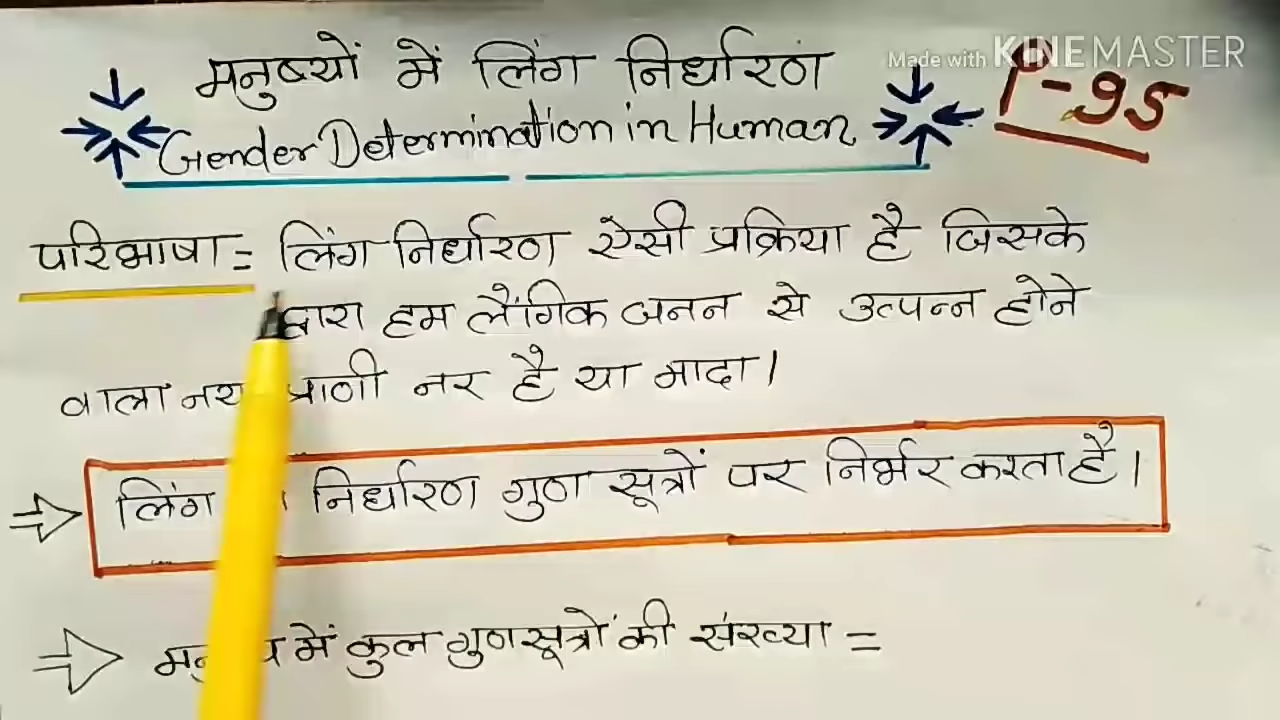 Made with KINEMASTER
मनुष्यों में लिंग निर्धारण
P-95
Gender Determination in Human
परिभाषा = लिंग निर्धारण ऐसी प्रक्रिया है जिसके
द्वारा हम लैंगिक जनन से उत्पन्न होने
वाला नया प्राणी नर है या मादा।
लिंग निर्धारण गुण सूत्रों पर निर्भर करता है।
में कुल गुणसूत्रों की संख्या =